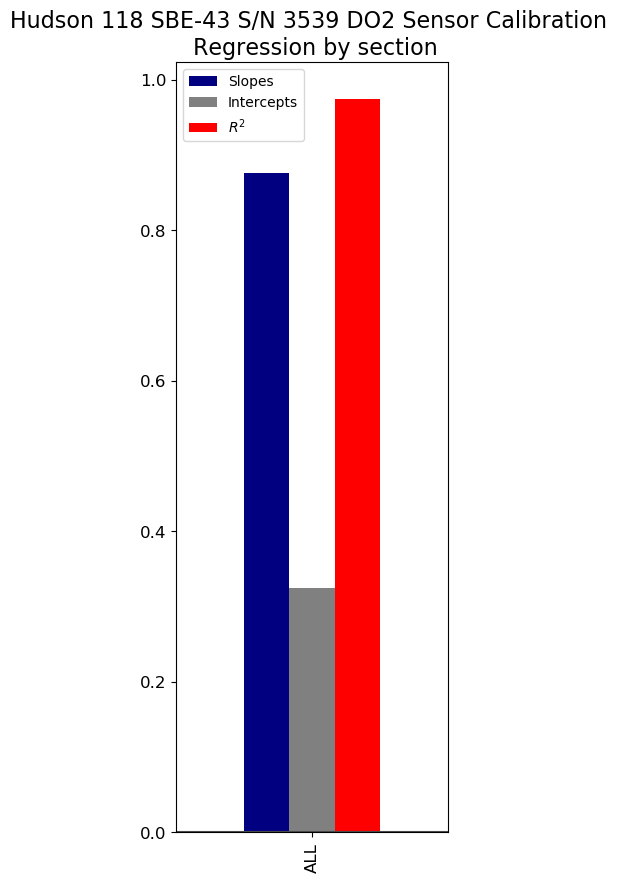 Hudson 118 SBE-43 S/N 3539 DO2 Sensor Calibration
Regression by section
1.0
Slopes
Intercepts
R²
0.8
0.6
0.4
0.2
0.0
ALL